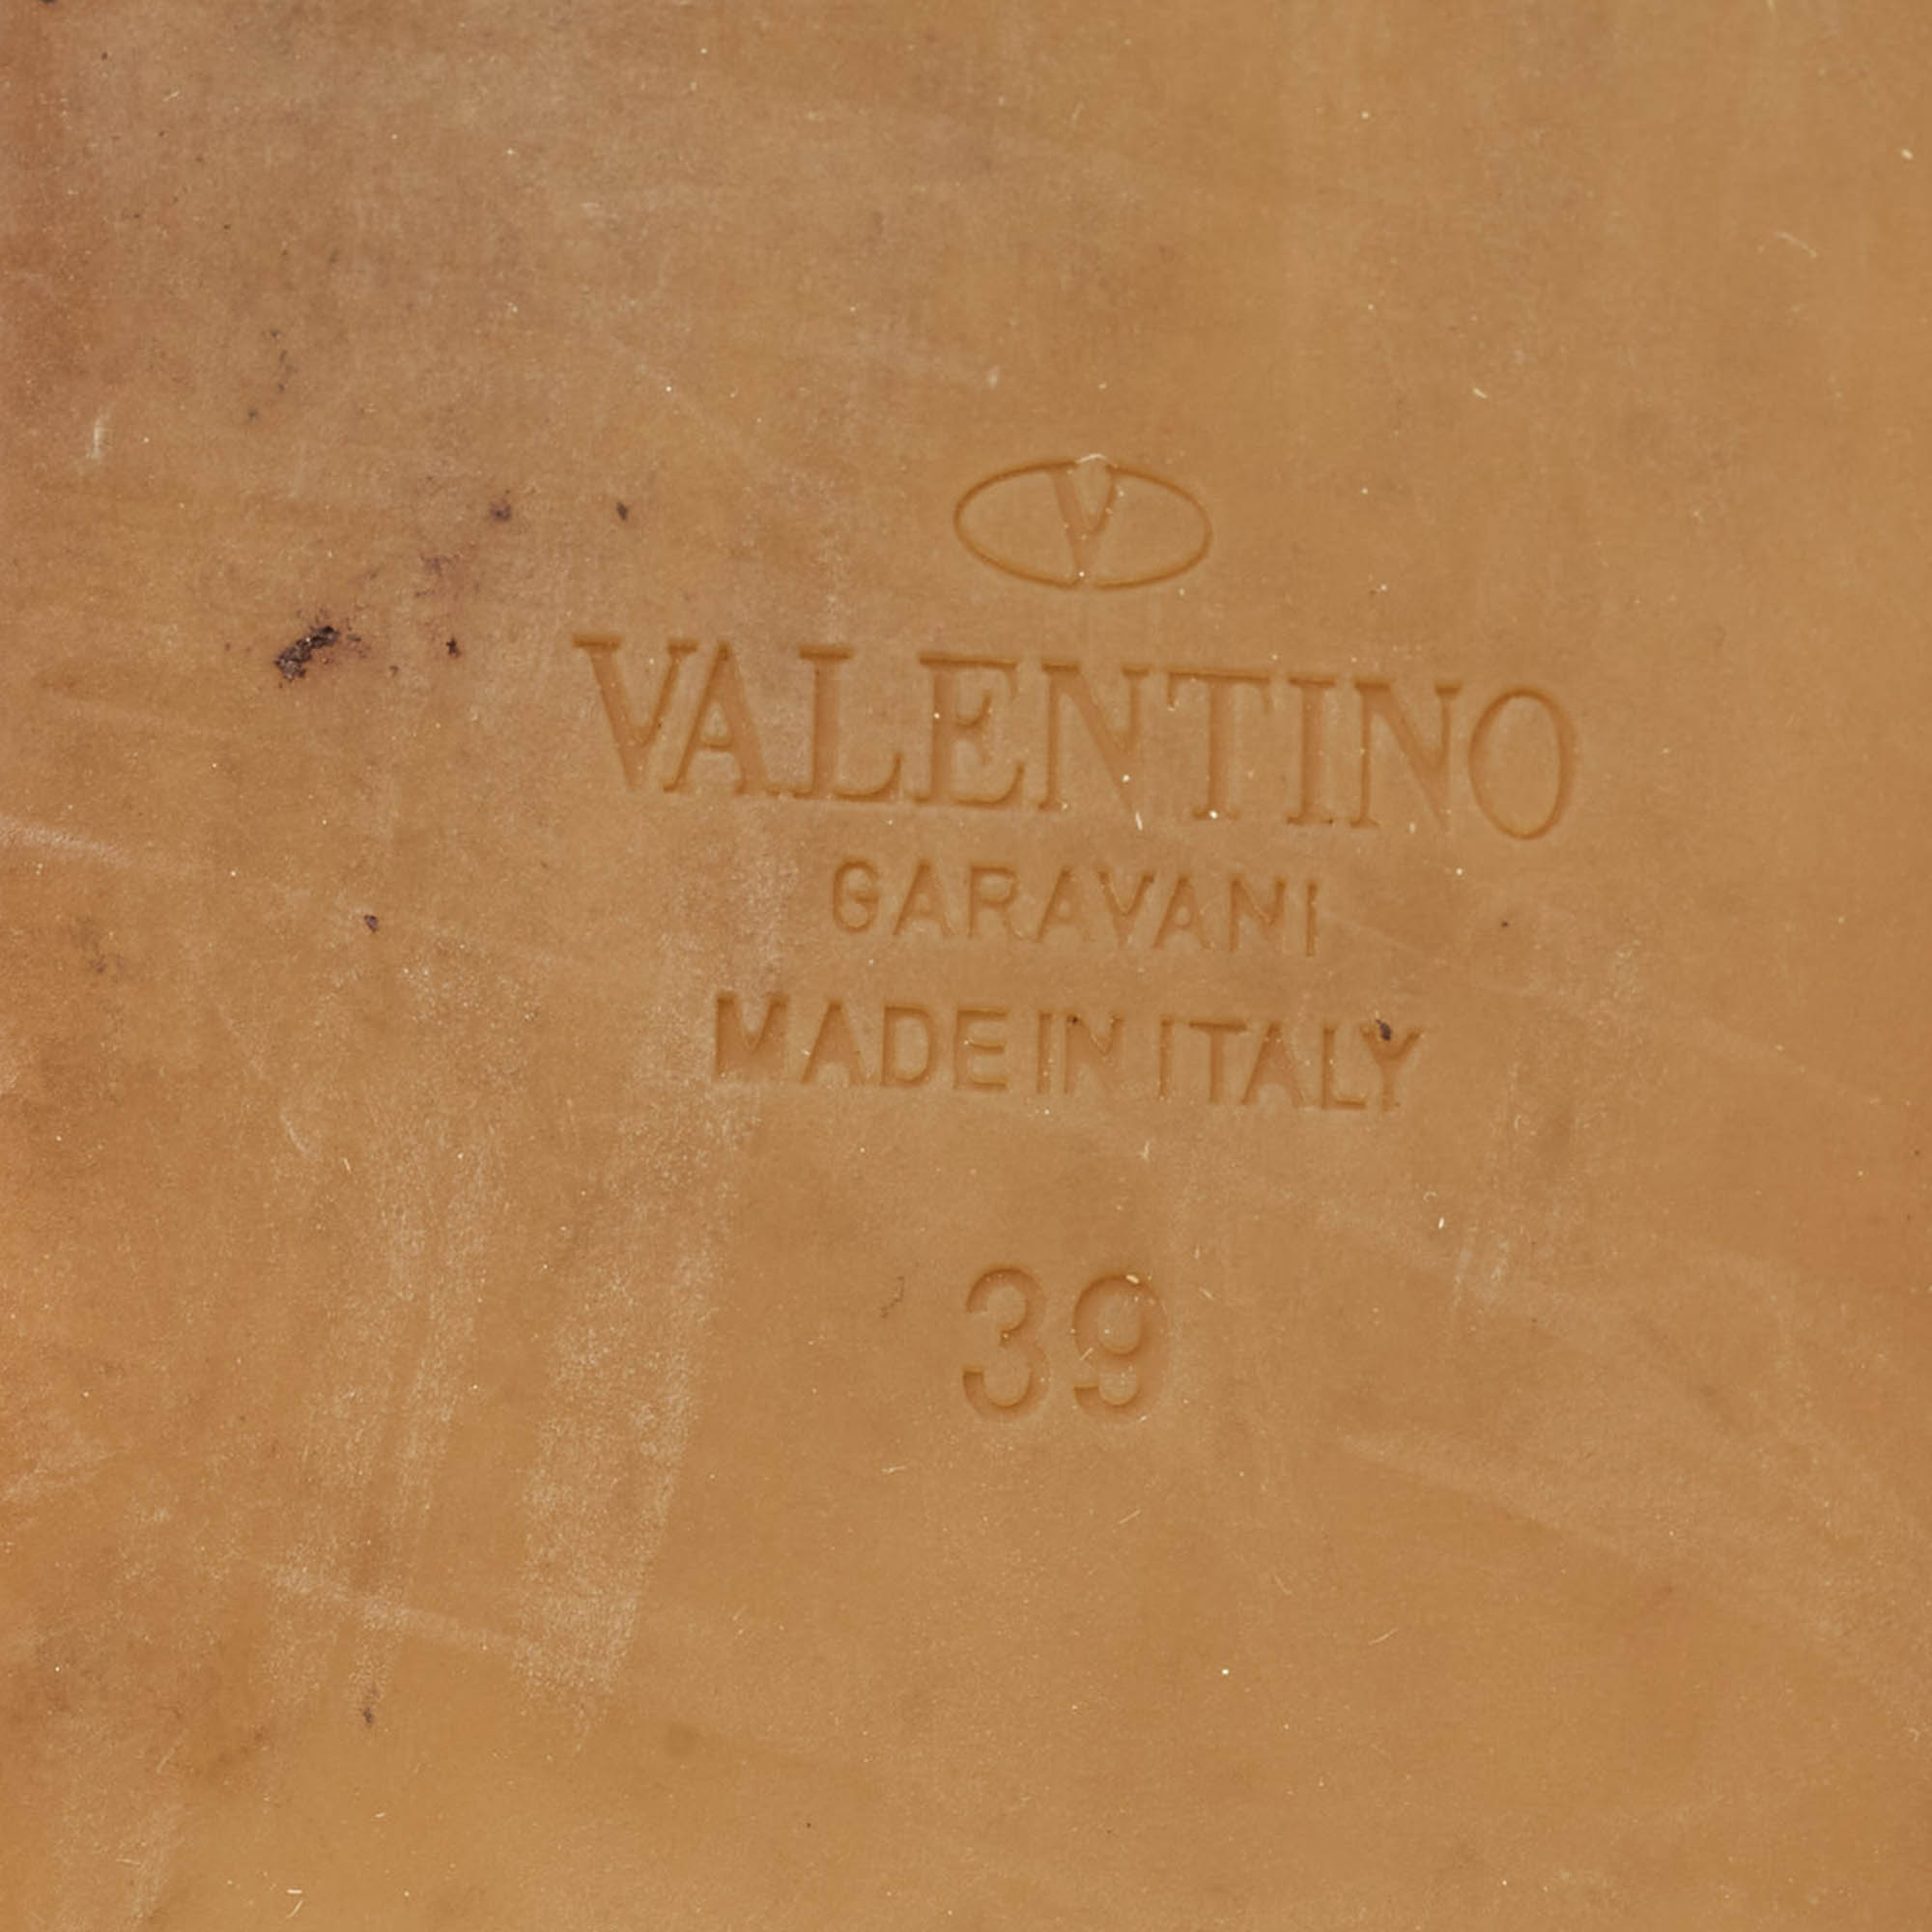 V
VALENTINO
GARAVANI
MADE IN ITALY
39